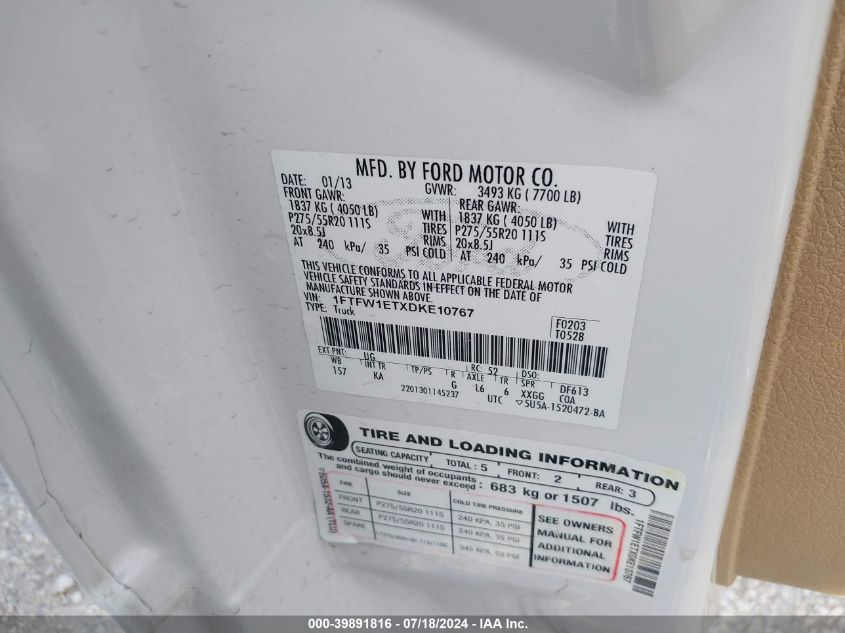 MFD. BY FORD MOTOR CO.
DATE: 01/13 GVWR: 3493 KG ( 7700 LB)
FRONT GAWR: REAR GAWR:
1837 KG ( 4050 LB) WITH 1837 KG ( 4050 LB) WITH
P275/55R20 111S TIRES P275/55R20 111S TIRES
20x8.5J RIMS 20x8.5J RIMS
AT 240 kPa/ 35 PSI COLD AT 240 kPa/ 35 PSI COLD
THIS VEHICLE CONFORMS TO ALL APPLICABLE FEDERAL MOTOR
VEHICLE SAFETY STANDARDS IN EFFECT ON THE DATE OF
MANUFACTURE SHOWN ABOVE.
VIN: 1FTFW1ETXDKE10767
TYPE: Truck
F0203
T0528
EXT PNT: UG RC: 52 DSO:
WB INT TR TP/PS R AXLE TR SPR DF613
157 KA G L6 6 XXGG COA
2201301145237 UTC ▽5U5A-1520472-BA
TIRE AND LOADING INFORMATION
SEATING CAPACITY TOTAL : 5 FRONT: 2 REAR: 3
The combined weight of occupants
and cargo should never exceed : 683 kg or 1507 lbs.
TIRE SIZE COLD TIRE PRESSURE
FRONT P275/55R20 111S 240 KPA, 35 PSI
REAR P275/55R20 111S 240 KPA, 35 PSI
SPARE 345 KPA, 50 PSI
SEE OWNERS
MANUAL FOR
ADDITIONAL
INFORMATION
1FTFW1ETXDKE10767
000-39891816 / 07/18/2024 - IAA Inc.